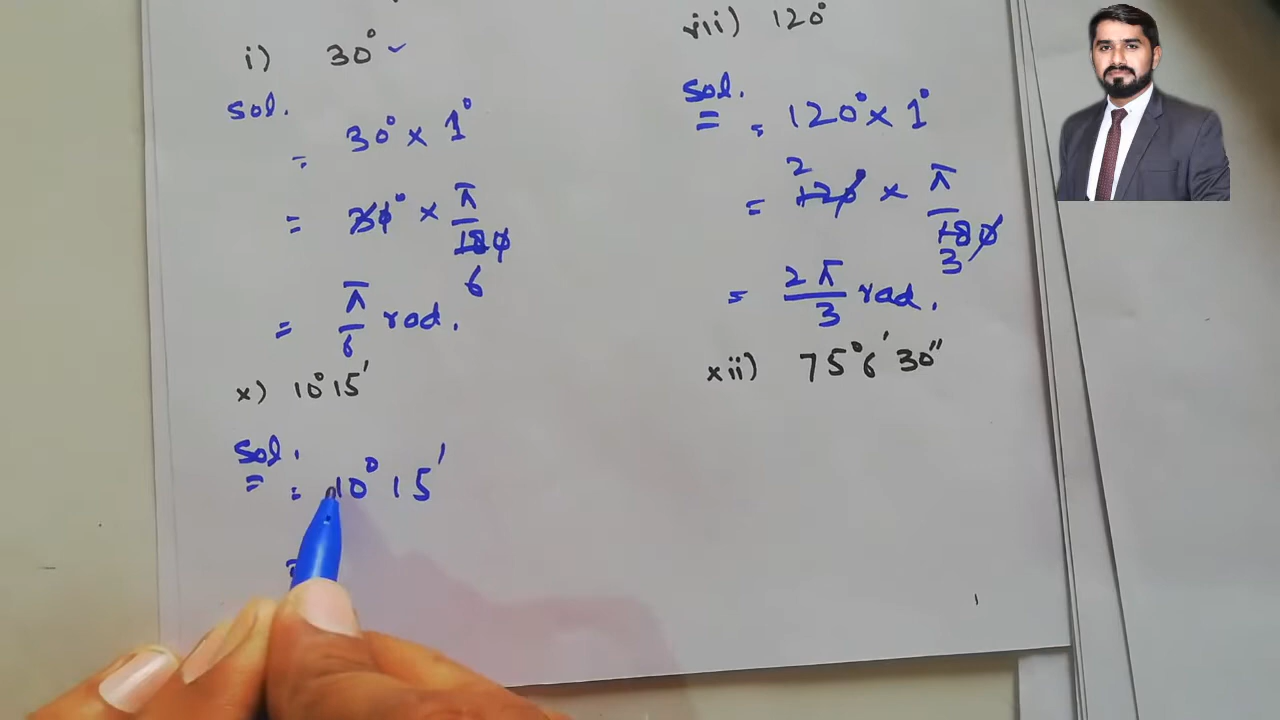 i) 30° ✓
Sol.
= 30° × 1°
= 30° × π/180
6
= π/6 rad.
x) 10° 15'
Sol.
= = 10° 15'
=
vii) 120°
Sol.
= = 120° × 1°
2
= 120° × π/180
3
= 2π/3 rad.
xii) 75° 6' 30"